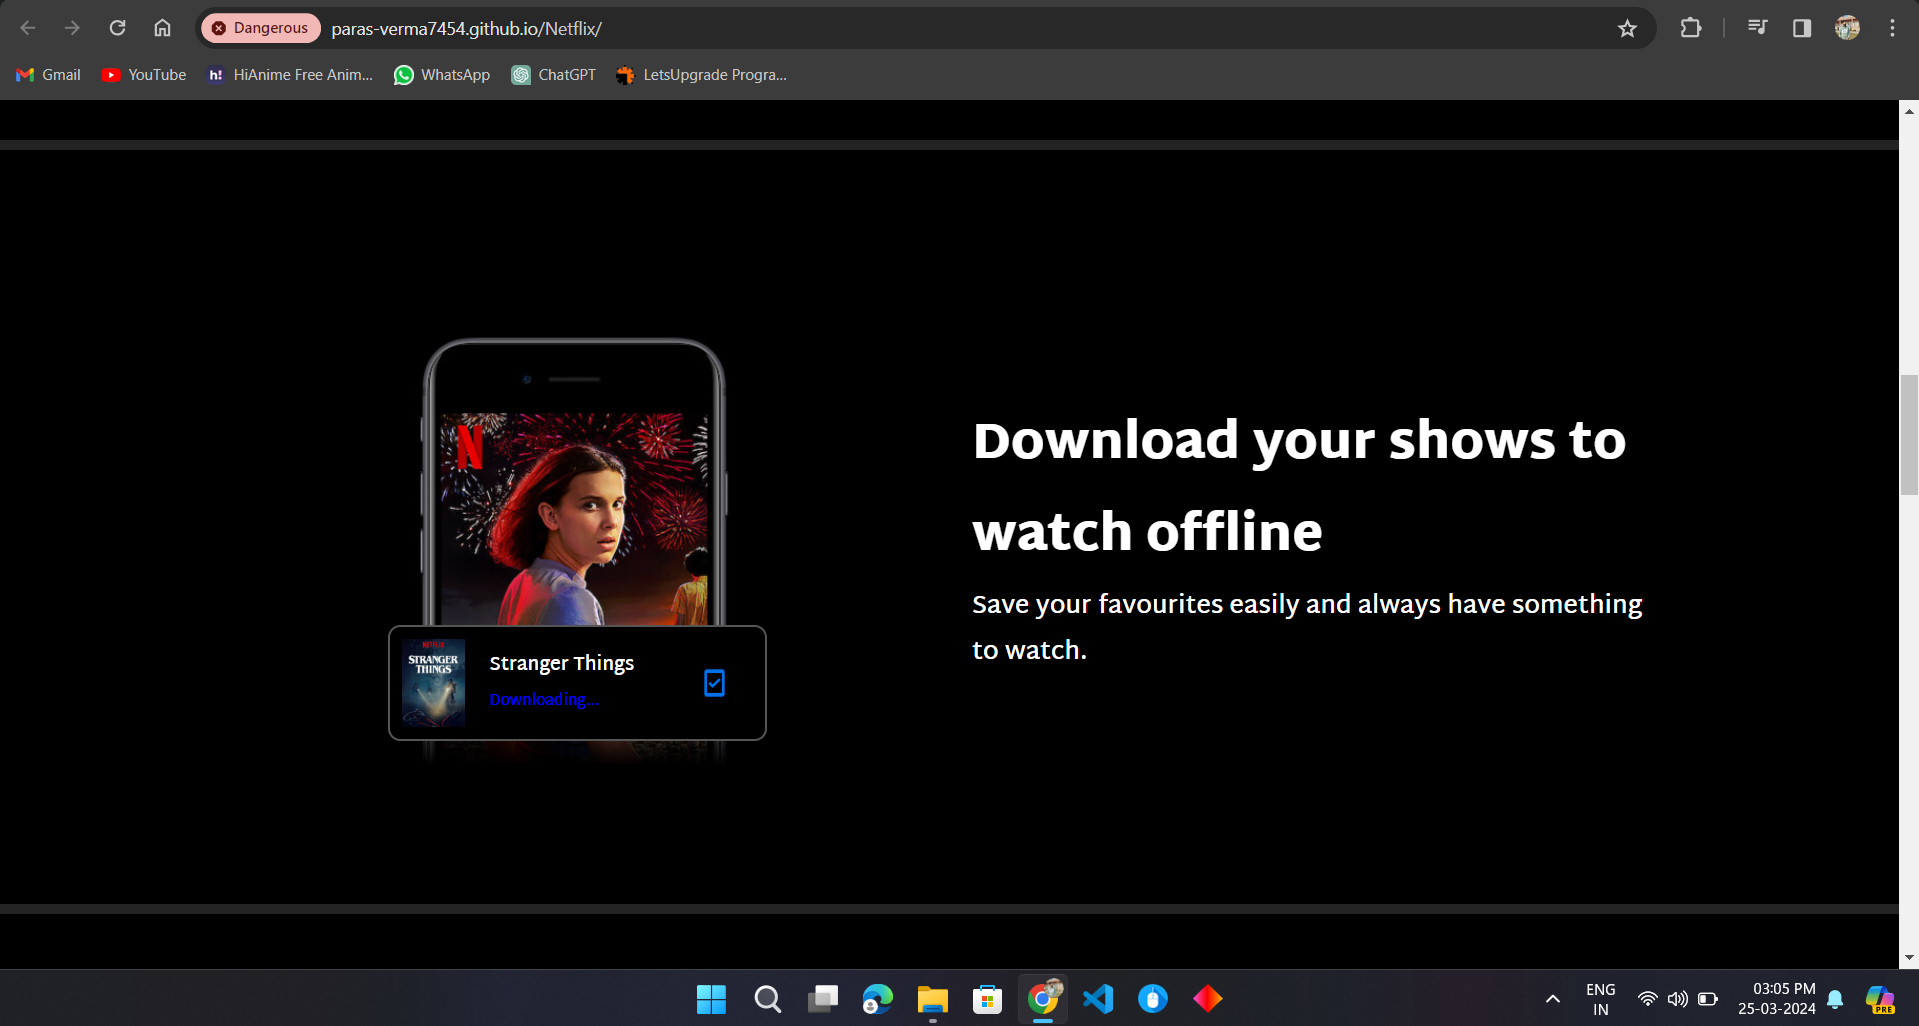 Dangerous
paras-verma7454.github.io/Netflix/
Gmail
YouTube
h! HiAnime Free Anim...
WhatsApp
ChatGPT
LetsUpgrade Progra...
N
Download your shows to
watch offline
Save your favourites easily and always have something
to watch.
NETFLIX
STRANGER
THINGS
Stranger Things
Downloading...
ENG
IN
03:05 PM
25-03-2024
PRE